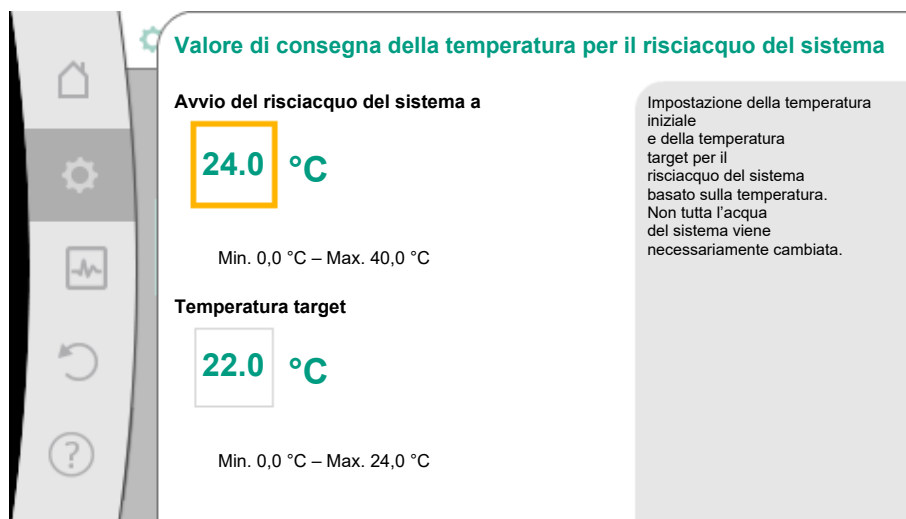 Valore di consegna della temperatura per il risciacquo del sistema
Avvio del risciacquo del sistema a
24.0 °C
Min. 0,0 °C – Max. 40,0 °C
Temperatura target
22.0 °C
Min. 0,0 °C – Max. 24,0 °C
Impostazione della temperatura
iniziale
e della temperatura
target per il
risciacquo del sistema
basato sulla temperatura.
Non tutta l’acqua
del sistema viene
necessariamente cambiata.
?